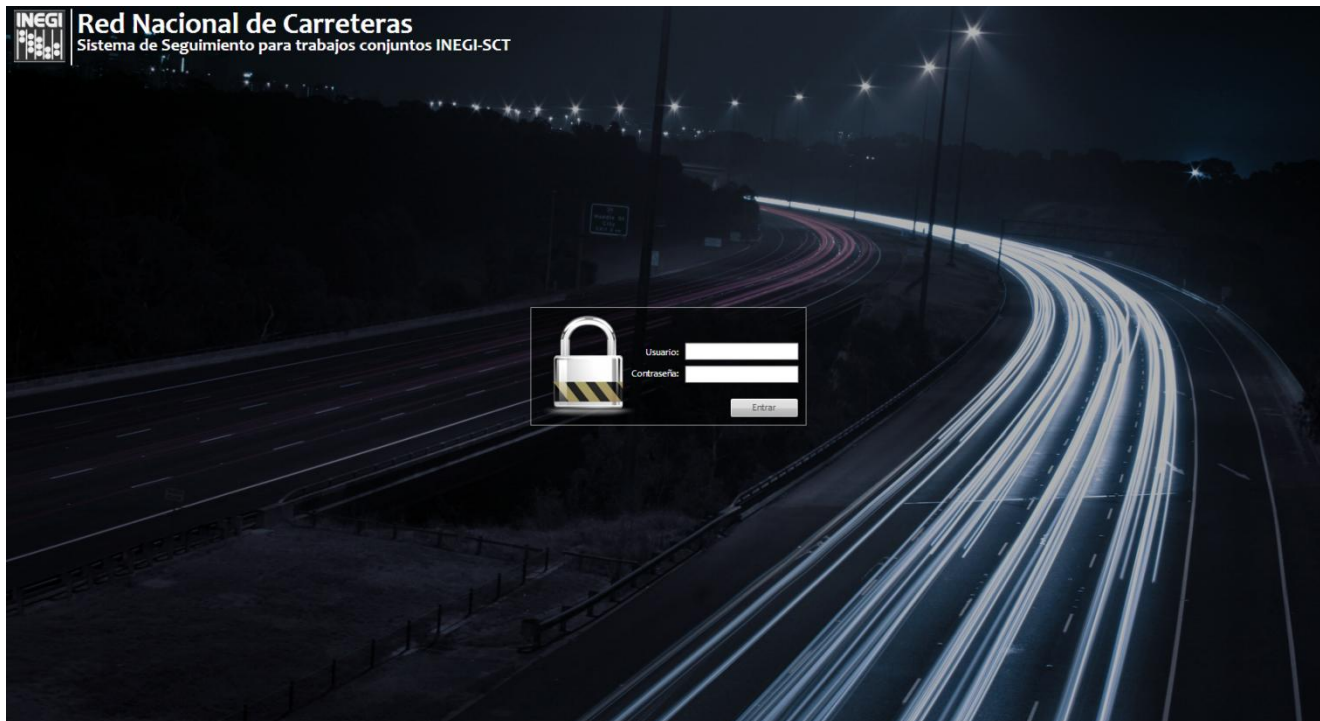 INEGI
Red Nacional de Carreteras
Sistema de Seguimiento para trabajos conjuntos INEGI-SCT
Usuario:
Contraseña:
Entrar